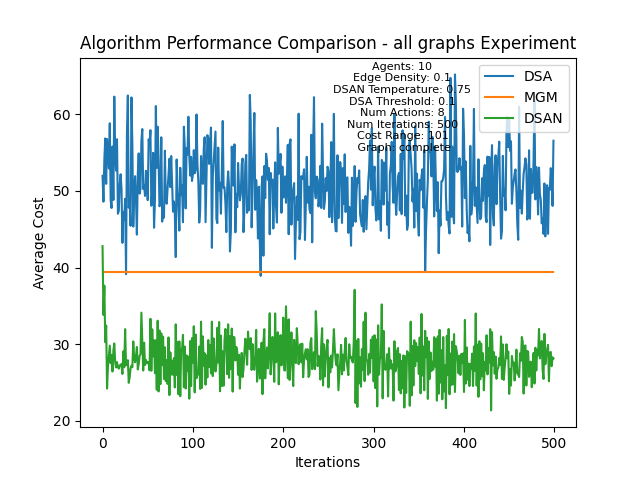 Algorithm Performance Comparison - all graphs Experiment
Agents: 10
Edge Density: 0.1
DSAN Temperature: 0.75
DSA Threshold: 0.1
Num Actions: 8
Num Iterations: 500
Cost Range: 101
Graph: complete
DSA
MGM
DSAN
Average Cost
60
50
40
30
20
0
100
200
300
400
500
Iterations